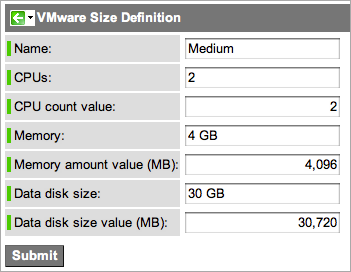 VMware Size Definition
Name: Medium
CPUs: 2
CPU count value: 2
Memory: 4 GB
Memory amount value (MB): 4,096
Data disk size: 30 GB
Data disk size value (MB): 30,720
Submit